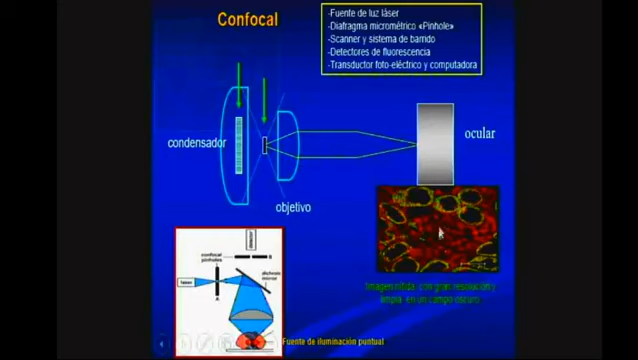 Confocal
-Fuente de luz láser
-Diafragma micrométrico «Pinhole»
-Scanner y sistema de barrido
-Detectores de fluorescencia
-Transductor foto-eléctrico y computadora
condensador
ocular
objetivo
detector
confocal
pinholes
B
dichroic
mirror
laser
A
Imagen nítida, con gran resolución y
limpia, en un campo oscuro
Fuente de iluminación puntual